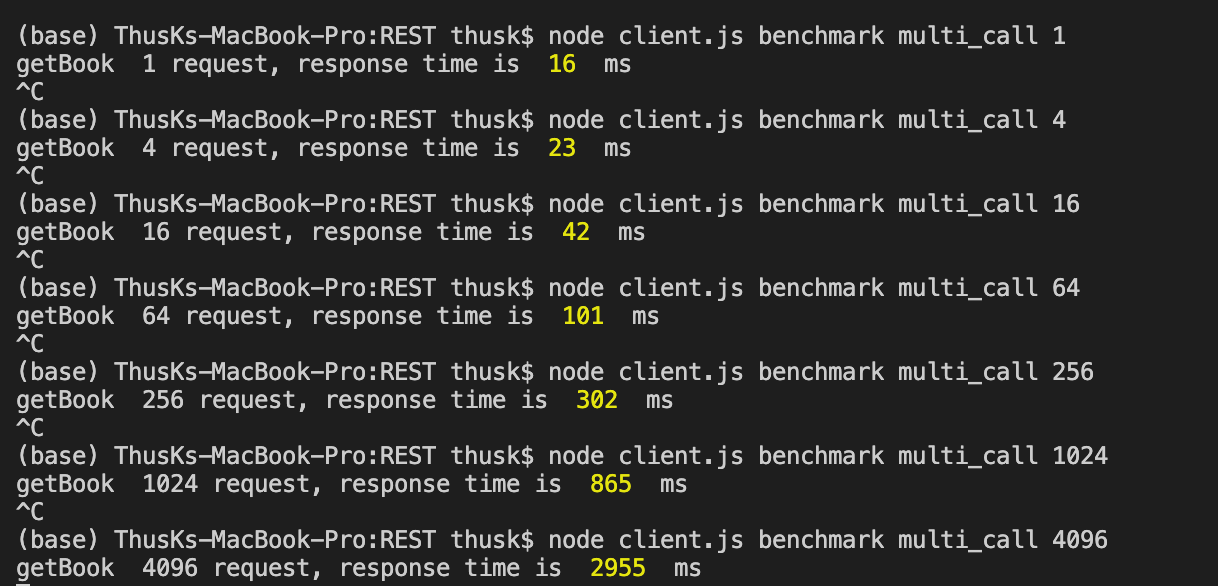 (base) ThusKs-MacBook-Pro:REST thusk$ node client.js benchmark multi_call 1
getBook  1 request, response time is  16  ms
^C
(base) ThusKs-MacBook-Pro:REST thusk$ node client.js benchmark multi_call 4
getBook  4 request, response time is  23  ms
^C
(base) ThusKs-MacBook-Pro:REST thusk$ node client.js benchmark multi_call 16
getBook  16 request, response time is  42  ms
^C
(base) ThusKs-MacBook-Pro:REST thusk$ node client.js benchmark multi_call 64
getBook  64 request, response time is  101  ms
^C
(base) ThusKs-MacBook-Pro:REST thusk$ node client.js benchmark multi_call 256
getBook  256 request, response time is  302  ms
^C
(base) ThusKs-MacBook-Pro:REST thusk$ node client.js benchmark multi_call 1024
getBook  1024 request, response time is  865  ms
^C
(base) ThusKs-MacBook-Pro:REST thusk$ node client.js benchmark multi_call 4096
getBook  4096 request, response time is  2955  ms